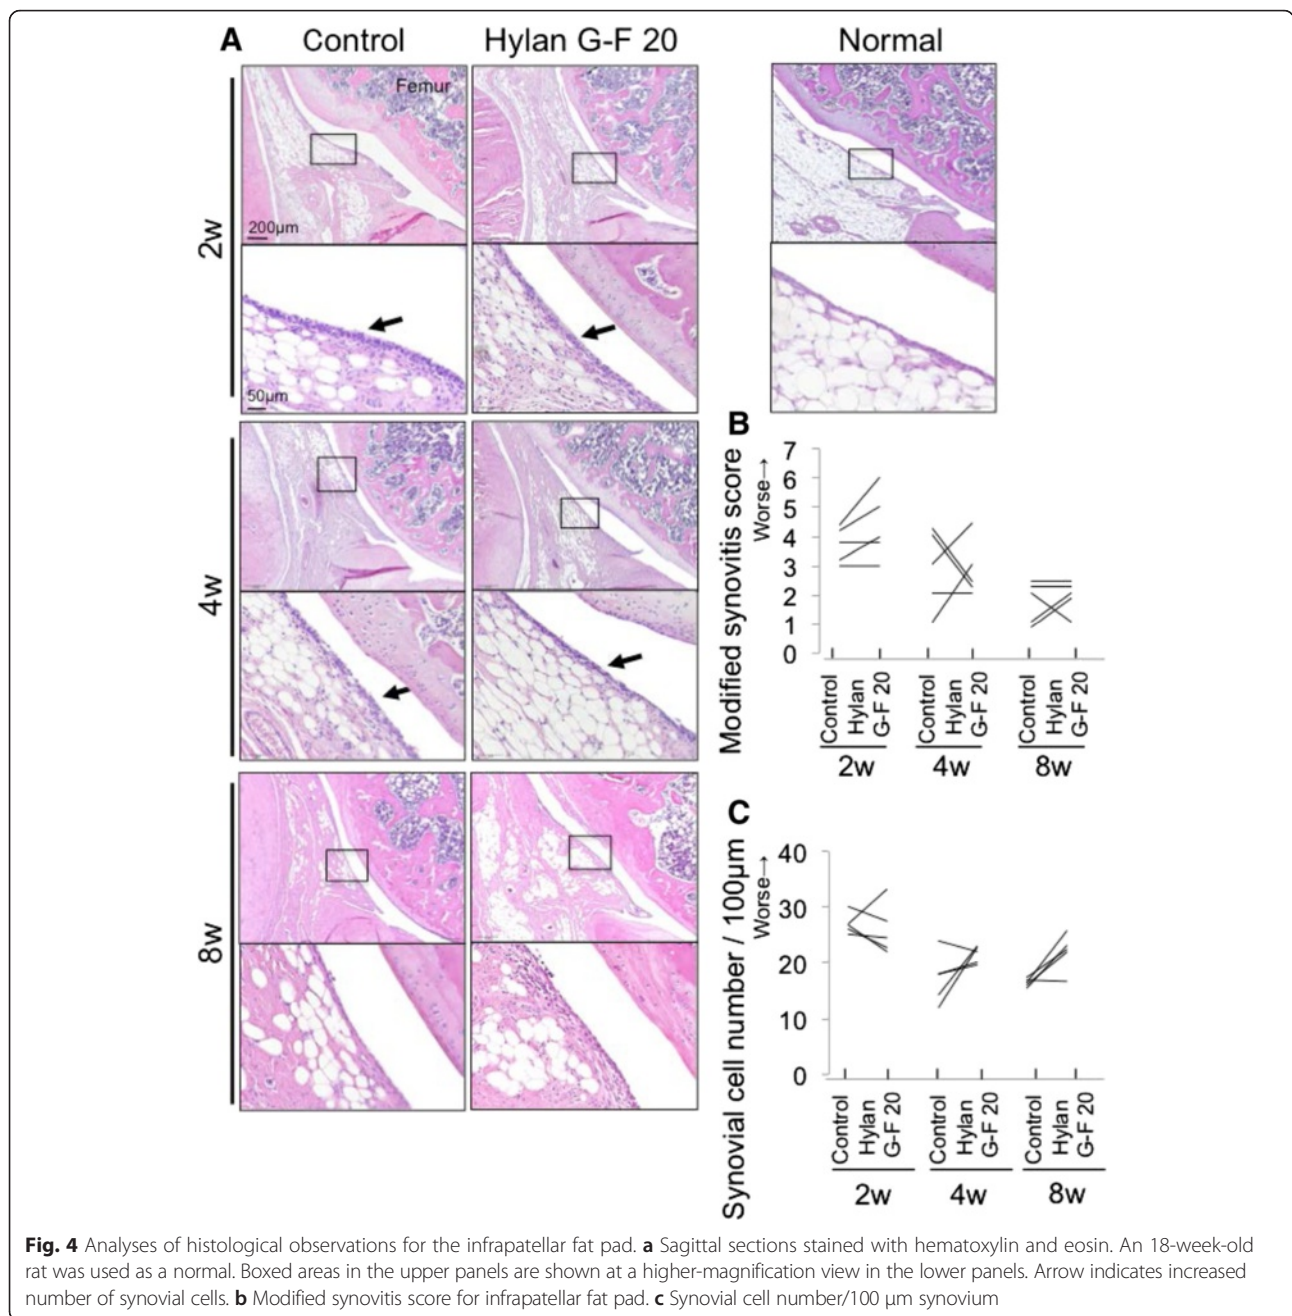 A
Control
Hylan G-F 20
Normal
Femur
200μm
2w
50μm
4w
8w
B
Modified synovitis score
Worse→
7
6
5
4
3
2
1
0
Control
Hylan
G-F 20
Control
Hylan
G-F 20
Control
Hylan
G-F 20
2w
4w
8w
C
Synovial cell number / 100μm
Worse→
40
30
20
10
0
Control
Hylan
G-F 20
Control
Hylan
G-F 20
Control
Hylan
G-F 20
2w
4w
8w
Fig. 4 Analyses of histological observations for the infrapatellar fat pad. a Sagittal sections stained with hematoxylin and eosin. An 18-week-old
rat was used as a normal. Boxed areas in the upper panels are shown at a higher-magnification view in the lower panels. Arrow indicates increased
number of synovial cells. b Modified synovitis score for infrapatellar fat pad. c Synovial cell number/100 μm synovium